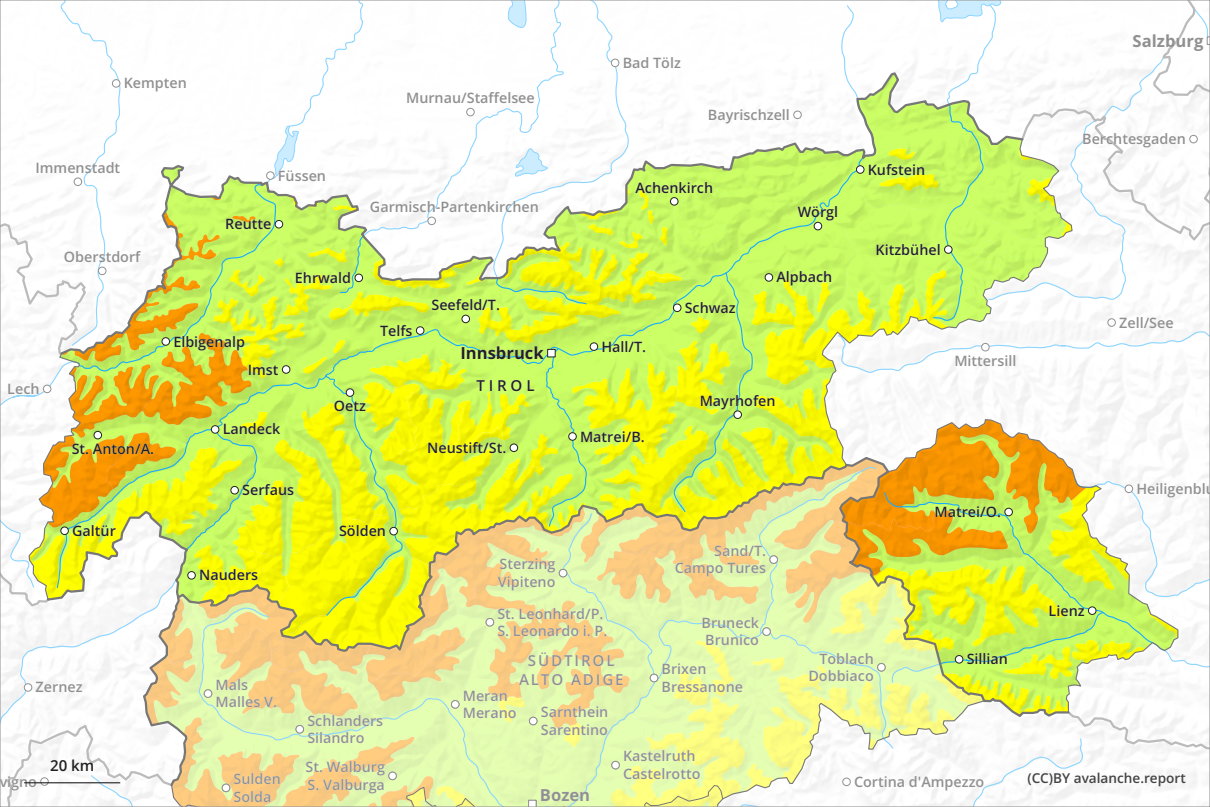 Salzburg
Bad Tölz
Kempten
Murnau/Staffelsee
Bayrischzell
Berchtesgaden
Immenstadt
Füssen
Kufstein
Achenkirch
Garmisch-Partenkirchen
Wörgl
Reutte
Kitzbühel
Oberstdorf
Ehrwald
Alpbach
Seefeld/T.
Schwaz
Zell/See
Telfs
Elbigenalp
Innsbruck
Hall/T.
Mittersill
Imst
TIROL
Lech
Oetz
Mayrhofen
Landeck
Matrei/B.
St. Anton/A.
Neustift/St.
Serfaus
Heiligenblu
Matrei/O.
Galtür
Sölden
Sand/T.
Campo Tures
Sterzing
Vipiteno
Nauders
Lienz
St. Leonhard/P.
S. Leonardo i. P.
Bruneck
Brunico
SÜDTIROL
ALTO ADIGE
Toblach
Dobbiaco
Sillian
Brixen
Bressanone
Zernez
Mals
Malles V.
Meran
Merano
Sarnthein
Sarentino
Schlanders
Silandro
20 km
St. Walburg
S. Valburga
Kastelruth
Castelrotto
vigno
Sulden
Solda
Cortina d'Ampezzo
(CC)BY avalanche.report
Bozen